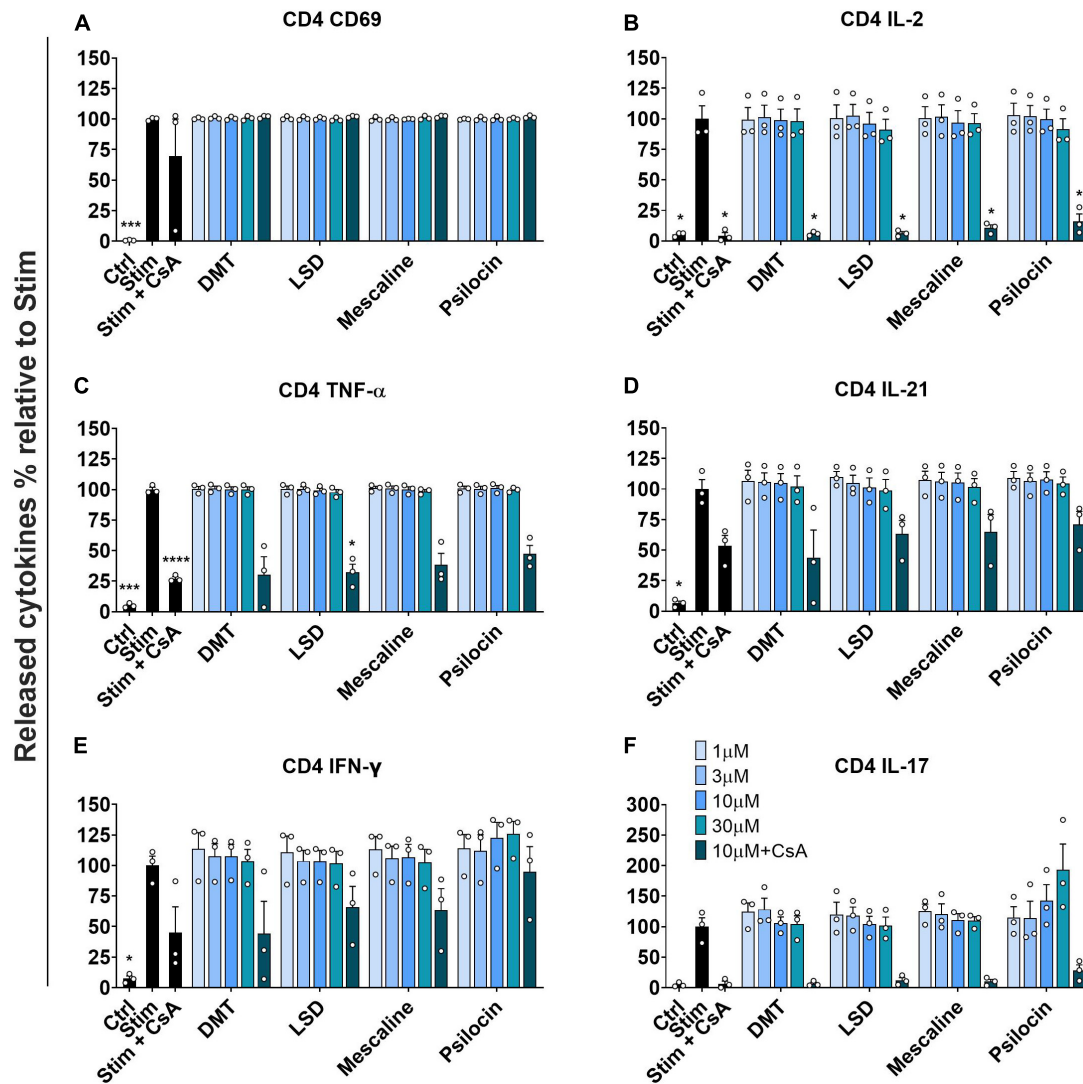 Released cytokines % relative to Stim
A
CD4 CD69
150
125
100
75
50
25
0
***
Ctrl
Stim
Stim + CsA
DMT
LSD
Mescaline
Psilocin
B
CD4 IL-2
150
125
100
75
50
25
0
*
*
*
*
*
*
Ctrl
Stim
Stim + CsA
DMT
LSD
Mescaline
Psilocin
C
CD4 TNF-α
150
125
100
75
50
25
0
***
****
*
Ctrl
Stim
Stim + CsA
DMT
LSD
Mescaline
Psilocin
D
CD4 IL-21
150
125
100
75
50
25
0
*
Ctrl
Stim
Stim + CsA
DMT
LSD
Mescaline
Psilocin
E
CD4 IFN-γ
150
125
100
75
50
25
0
*
Ctrl
Stim
Stim + CsA
DMT
LSD
Mescaline
Psilocin
F
CD4 IL-17
1μM
3μM
10μM
30μM
10μM+CsA
300
250
200
150
100
50
0
Ctrl
Stim
Stim + CsA
DMT
LSD
Mescaline
Psilocin